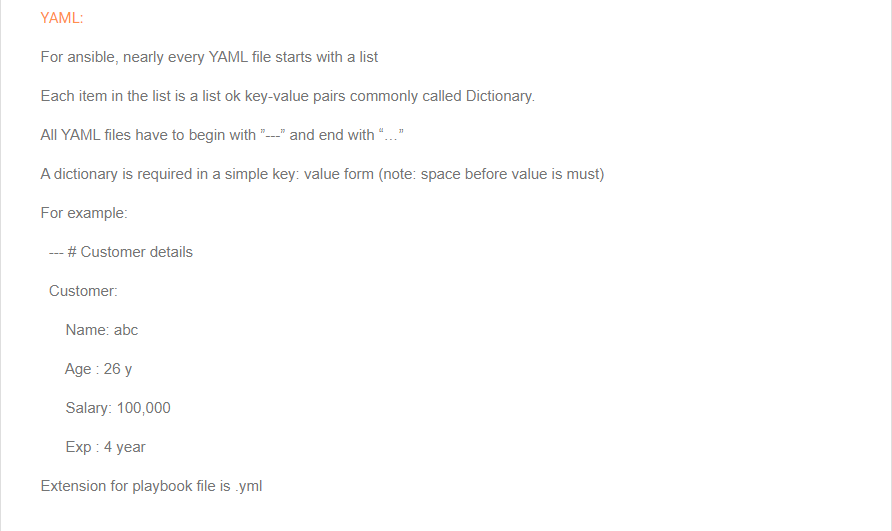 YAML:
For ansible, nearly every YAML file starts with a list
Each item in the list is a list ok key-value pairs commonly called Dictionary.
All YAML files have to begin with ”---” and end with “…”
A dictionary is required in a simple key: value form (note: space before value is must)
For example:
--- # Customer details
Customer:
Name: abc
Age : 26 y
Salary: 100,000
Exp : 4 year
Extension for playbook file is .yml